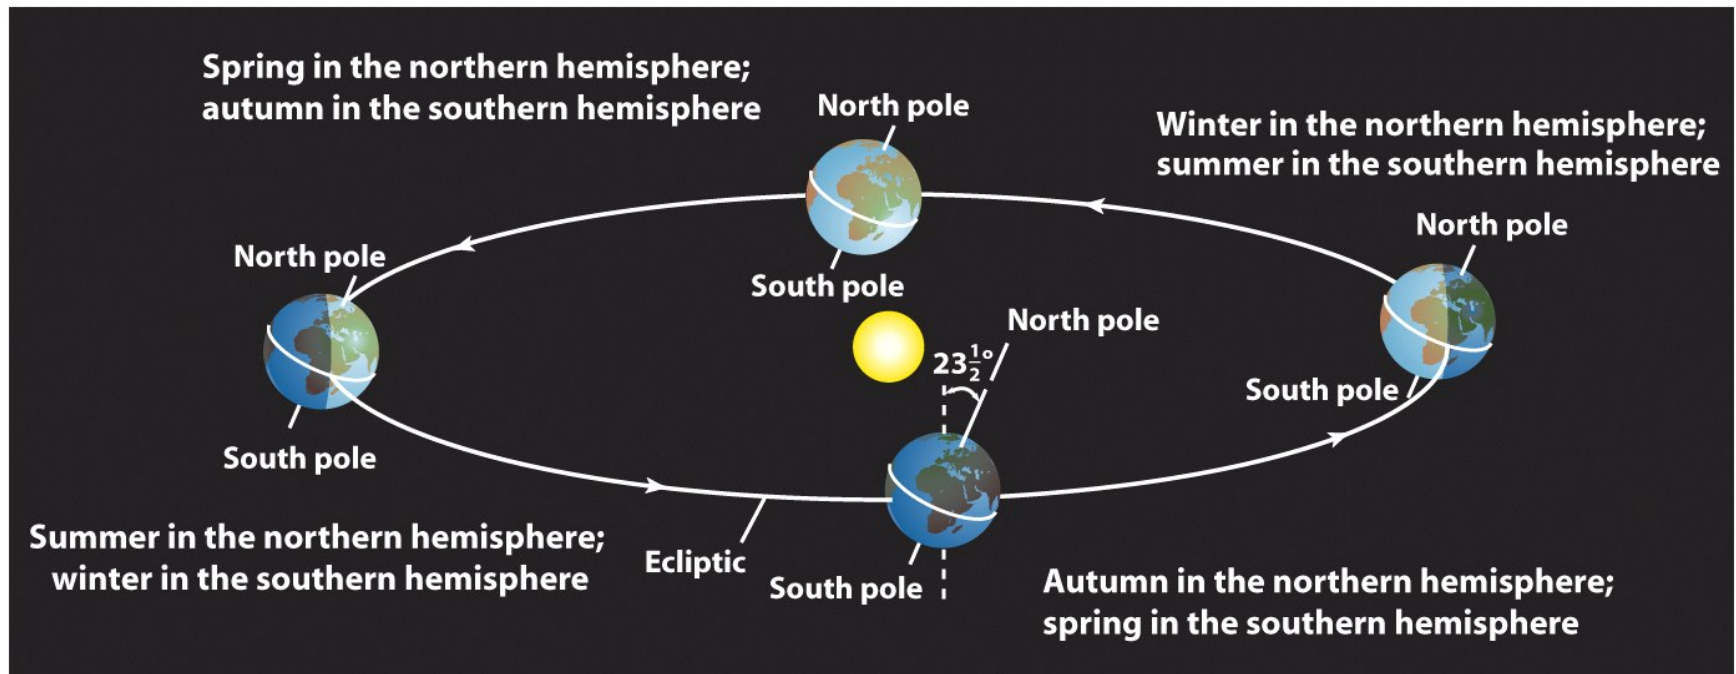 Spring in the northern hemisphere;
autumn in the southern hemisphere
North pole
South pole
Winter in the northern hemisphere;
summer in the southern hemisphere
North pole
South pole
North pole
South pole
23½°
North pole
South pole
Summer in the northern hemisphere;
winter in the southern hemisphere
Ecliptic
Autumn in the northern hemisphere;
spring in the southern hemisphere